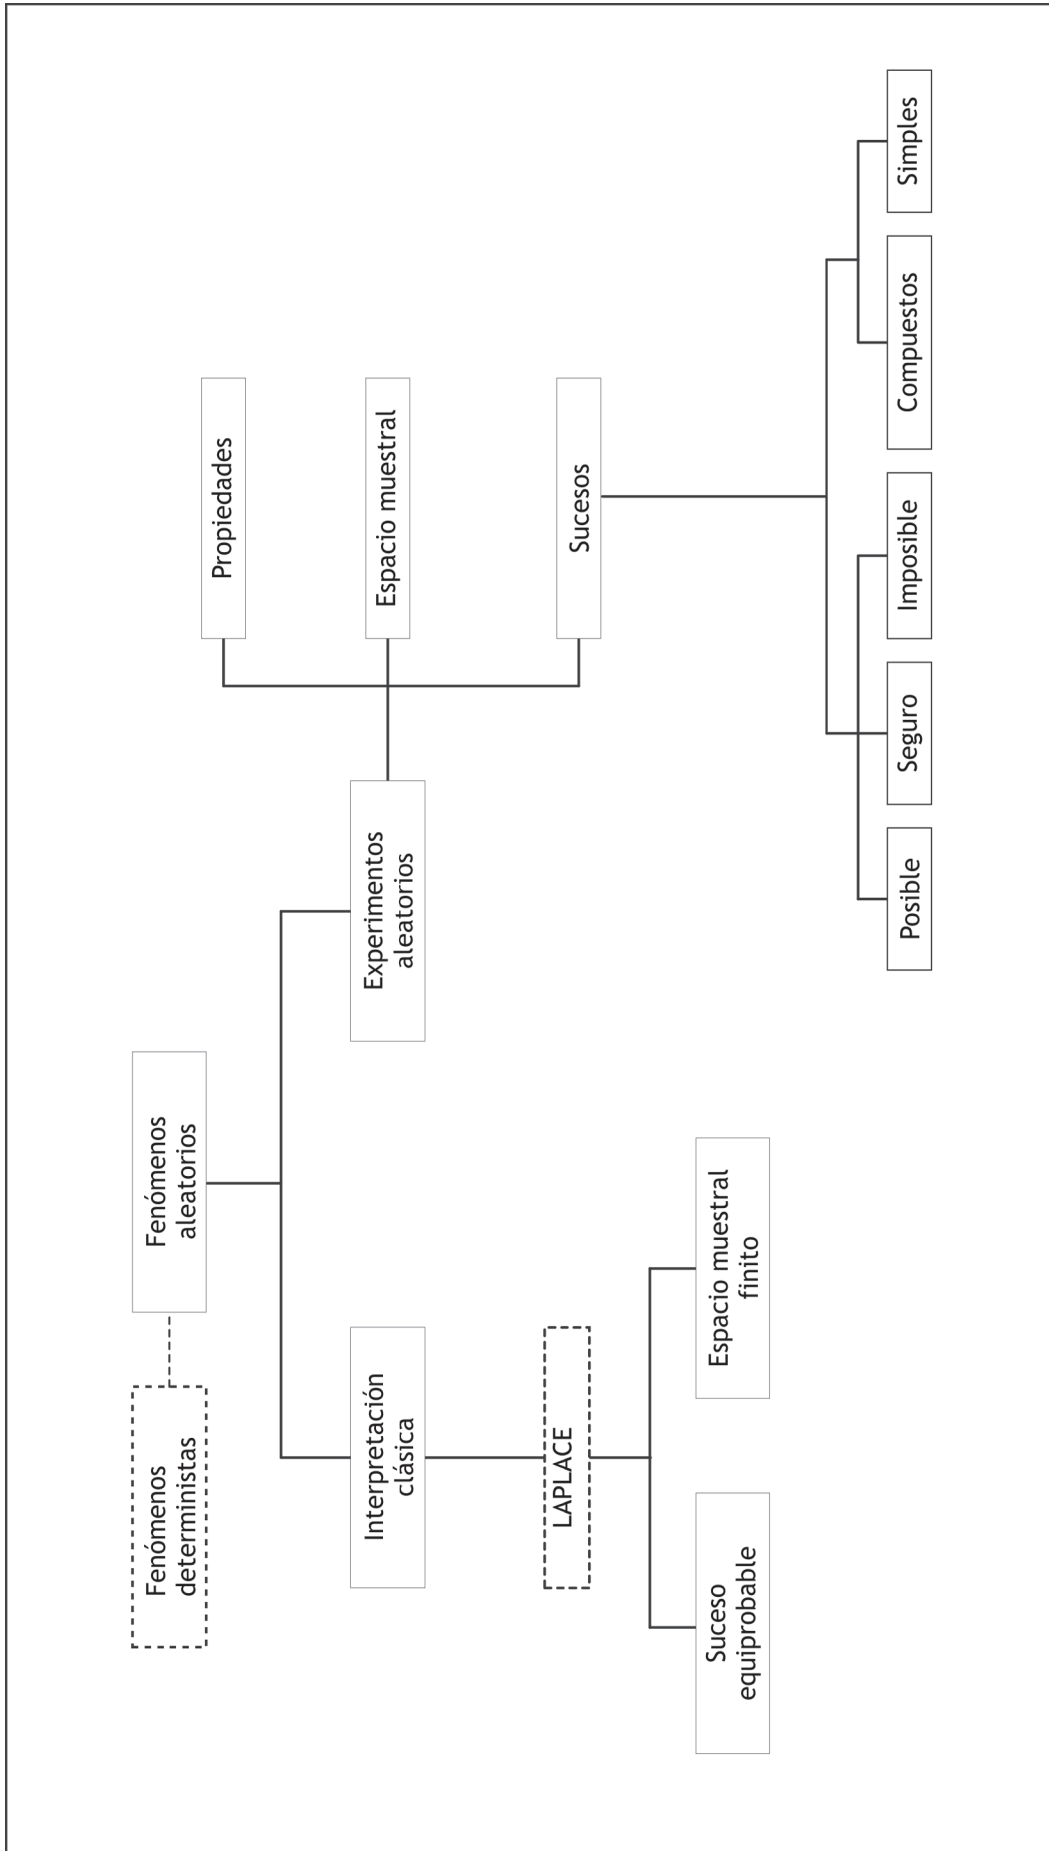 Fenómenos
deterministas
Fenómenos
aleatorios
Interpretación
clásica
Experimentos
aleatorios
Propiedades
Espacio muestral
Sucesos
LAPLACE
Suceso
equiprobable
Espacio muestral
finito
Posible
Seguro
Imposible
Compuestos
Simples